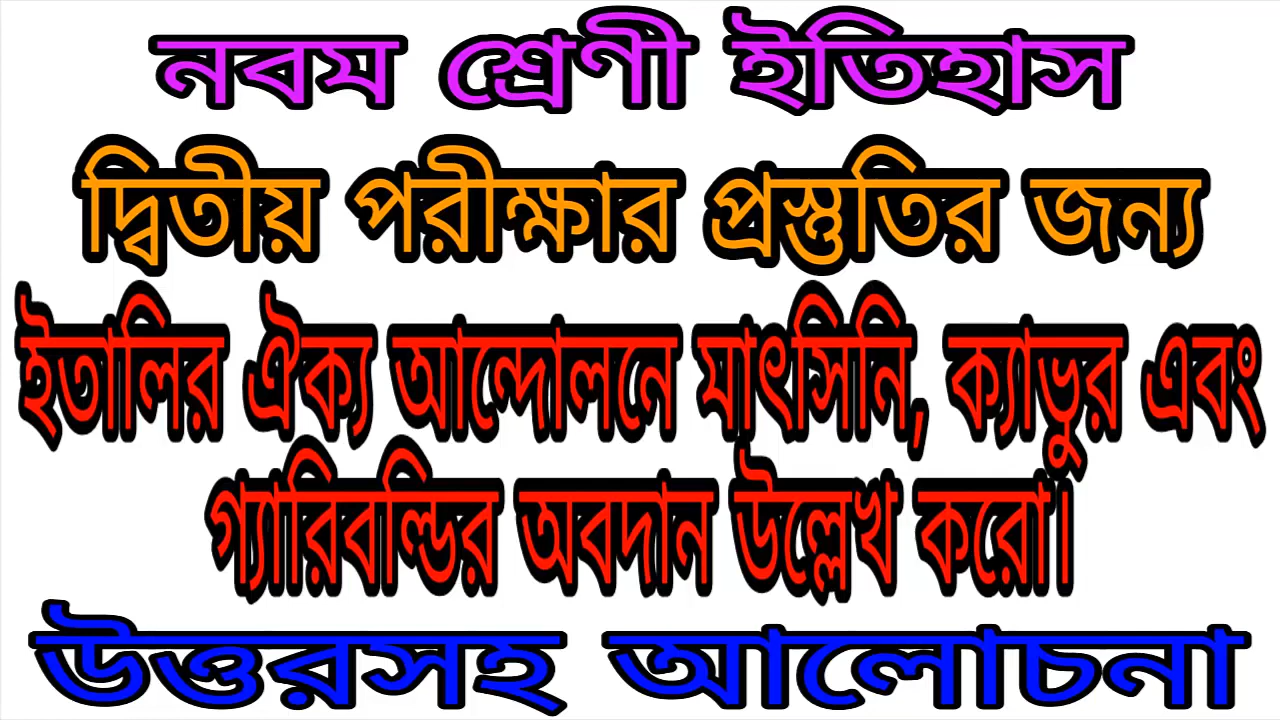 নবম শ্রেণী ইতিহাস
দ্বিতীয় পরীক্ষার প্রস্তুতির জন্য
ইতালির ঐক্য আন্দোলনে মাৎসিনি, ক্যাভুর এবং
গ্যারিবল্ডির অবদান উল্লেখ করো।
উত্তরসহ আলোচনা